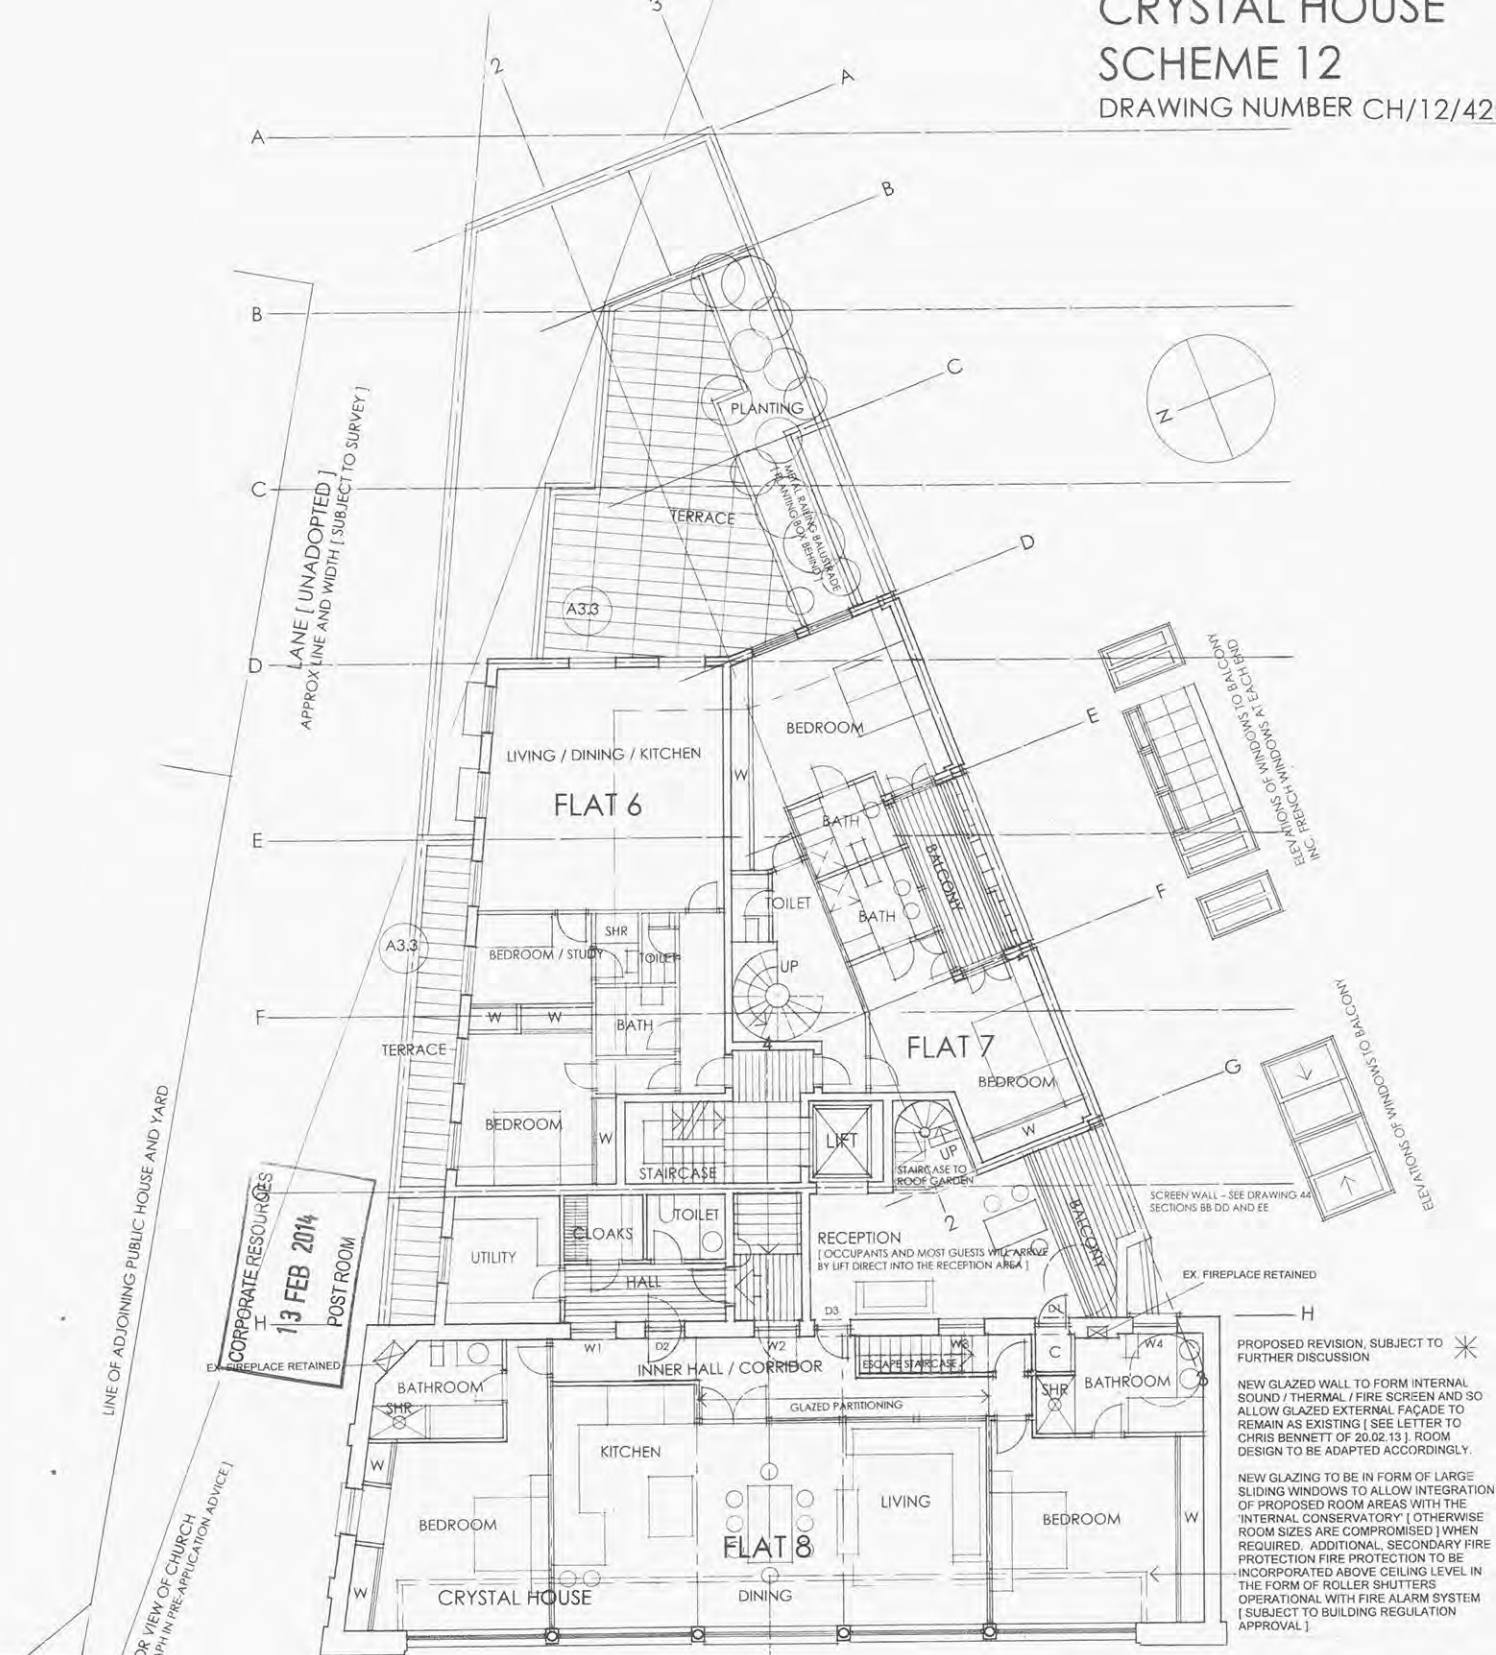 CRYSTAL HOUSE
SCHEME 12
DRAWING NUMBER CH/12/42
3
2
A
A
B
B
C
N
PLANTING
C
METAL RAILING BALUSTRADE
[ PLANTING BOX BEHIND ]
TERRACE
D
A3.3
LANE [ UNADOPTED ]
APPROX LINE AND WIDTH [ SUBJECT TO SURVEY ]
D
E
BEDROOM
LIVING / DINING / KITCHEN
W
FLAT 6
ELEVATIONS OF WINDOWS TO BALCONY
INC. FRENCH WINDOWS AT EACH END
BATH
E
BALCONY
F
TOILET
BATH
SHR
A3.3
BEDROOM / STUDY
TOILET
UP
F
W
W
BATH
4
FLAT 7
TERRACE
G
BEDROOM
ELEVATIONS OF WINDOWS TO BALCONY
BEDROOM
W
LIFT
W
UP
STAIRCASE
STAIRCASE TO
ROOF GARDEN
LINE OF ADJOINING PUBLIC HOUSE AND YARD
G
SCREEN WALL - SEE DRAWING 44
SECTIONS BB DD AND EE
2
CORPORATE RESOURCES
13 FEB 2014
POST ROOM
CLOAKS
TOILET
BALCONY
RECEPTION
[ OCCUPANTS AND MOST GUESTS WILL ARRIVE
BY LIFT DIRECT INTO THE RECEPTION AREA ]
UTILITY
HALL
EX. FIREPLACE RETAINED
D3
D4
H
H
W1
D2
W2
W3
C
W4
EX. FIREPLACE RETAINED
INNER HALL / CORRIDOR
ESCAPE STAIRCASE
BATHROOM
SHR
SHR
BATHROOM
3
GLAZED PARTITIONING
KITCHEN
W
LIVING
BEDROOM
BEDROOM
W
FLAT 8
W
CRYSTAL HOUSE
DINING
PROPOSED REVISION, SUBJECT TO
FURTHER DISCUSSION
NEW GLAZED WALL TO FORM INTERNAL
SOUND / THERMAL / FIRE SCREEN AND SO
ALLOW GLAZED EXTERNAL FAÇADE TO
REMAIN AS EXISTING [ SEE LETTER TO
CHRIS BENNETT OF 20.02.13 ]. ROOM
DESIGN TO BE ADAPTED ACCORDINGLY.
NEW GLAZING TO BE IN FORM OF LARGE
SLIDING WINDOWS TO ALLOW INTEGRATION
OF PROPOSED ROOM AREAS WITH THE
'INTERNAL CONSERVATORY' [ OTHERWISE
ROOM SIZES ARE COMPROMISED ] WHEN
REQUIRED. ADDITIONAL, SECONDARY FIRE
PROTECTION FIRE PROTECTION TO BE
INCORPORATED ABOVE CEILING LEVEL IN
THE FORM OF ROLLER SHUTTERS
OPERATIONAL WITH FIRE ALARM SYSTEM
[ SUBJECT TO BUILDING REGULATION
APPROVAL ]
OR VIEW OF CHURCH
IN PRE-APPLICATION ADVICE ]